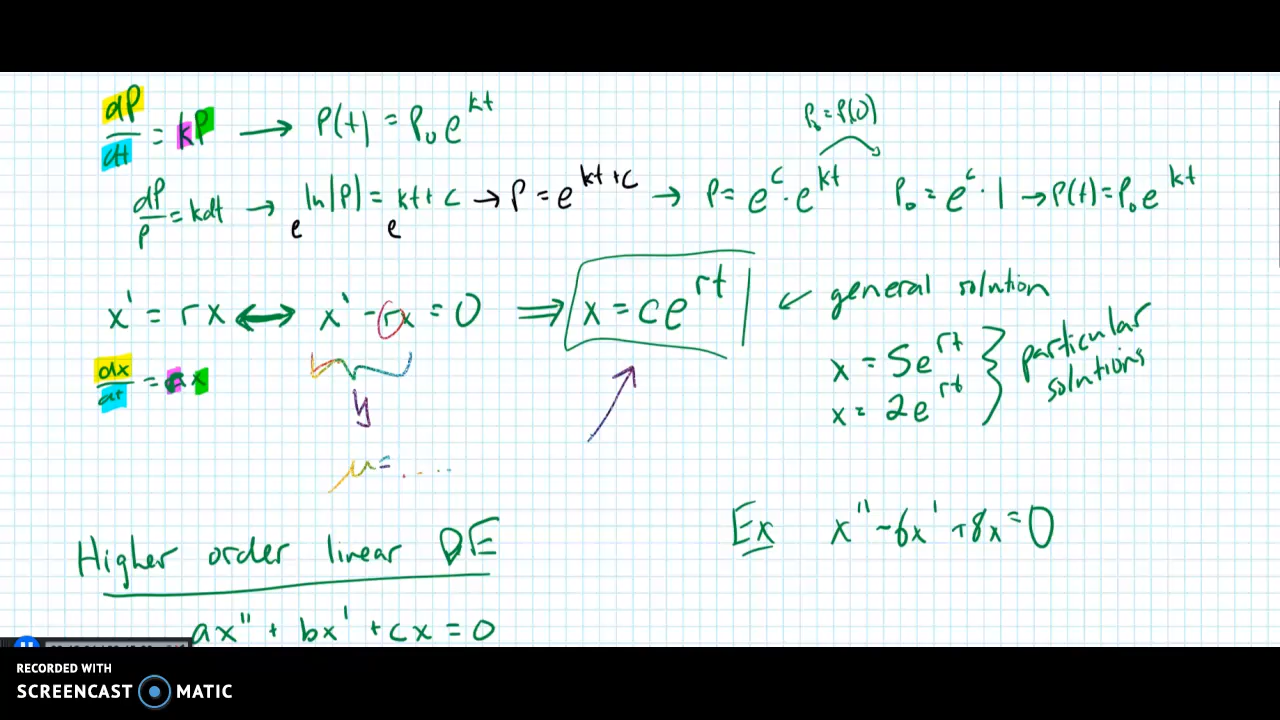 dP/dt = kP → P(t) = P₀e^{kt}
P₀ = P(0)
dP/P = kdt → ln|P| = kt + c → P = e^{kt+c} → P = e^c · e^{kt} P₀ = e^c · 1 → P(t) = P₀e^{kt}
e e
x' = rx ↔ x' - rx = 0 ⇒ x = ce^{rt} ← general solution
dx/dt = rx
x = 5e^{rt}
x = 2e^{rt}
particular
solutions
y
μ = .....
Ex x'' - 6x' + 8x = 0
Higher order linear DE
ax'' + bx' + cx = 0
RECORDED WITH
SCREENCAST MATIC